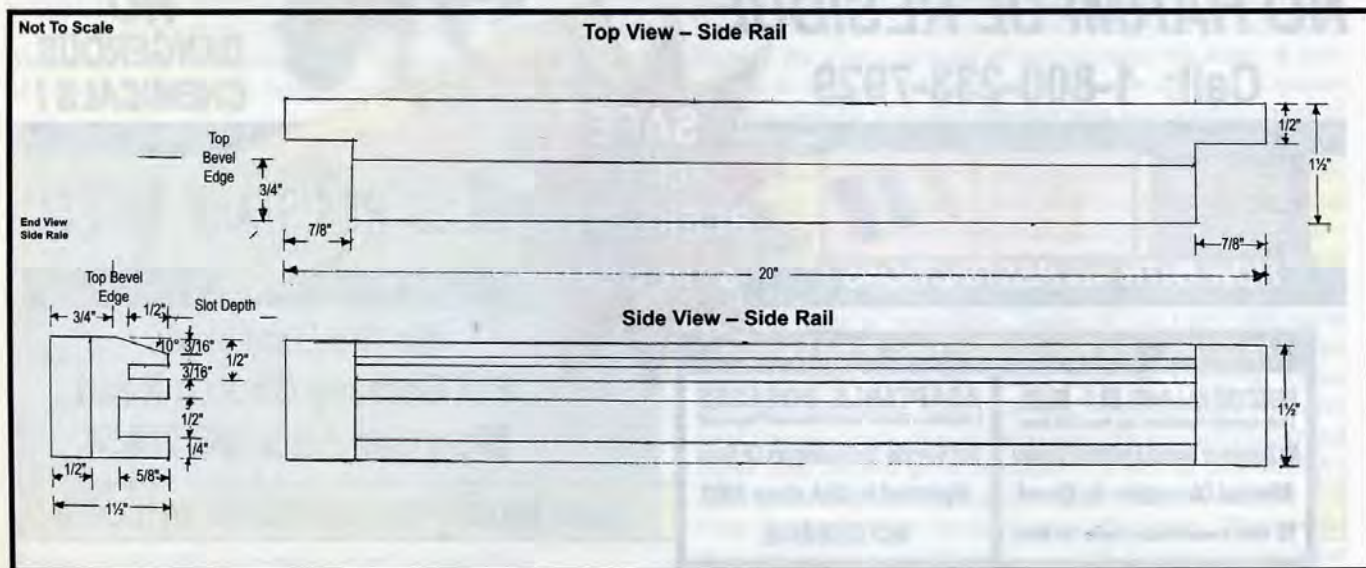 Not To Scale
Top View – Side Rail
1/2"
1½"
Top
Bevel
Edge
3/4"
7/8"
7/8"
20"
End View
Side Rale
Top Bevel
Edge
3/4"
1/2"
Slot Depth
10°
3/16"
3/16"
1/2"
1/2"
1/4"
1/2"
5/8"
1½"
Side View – Side Rail
1½"